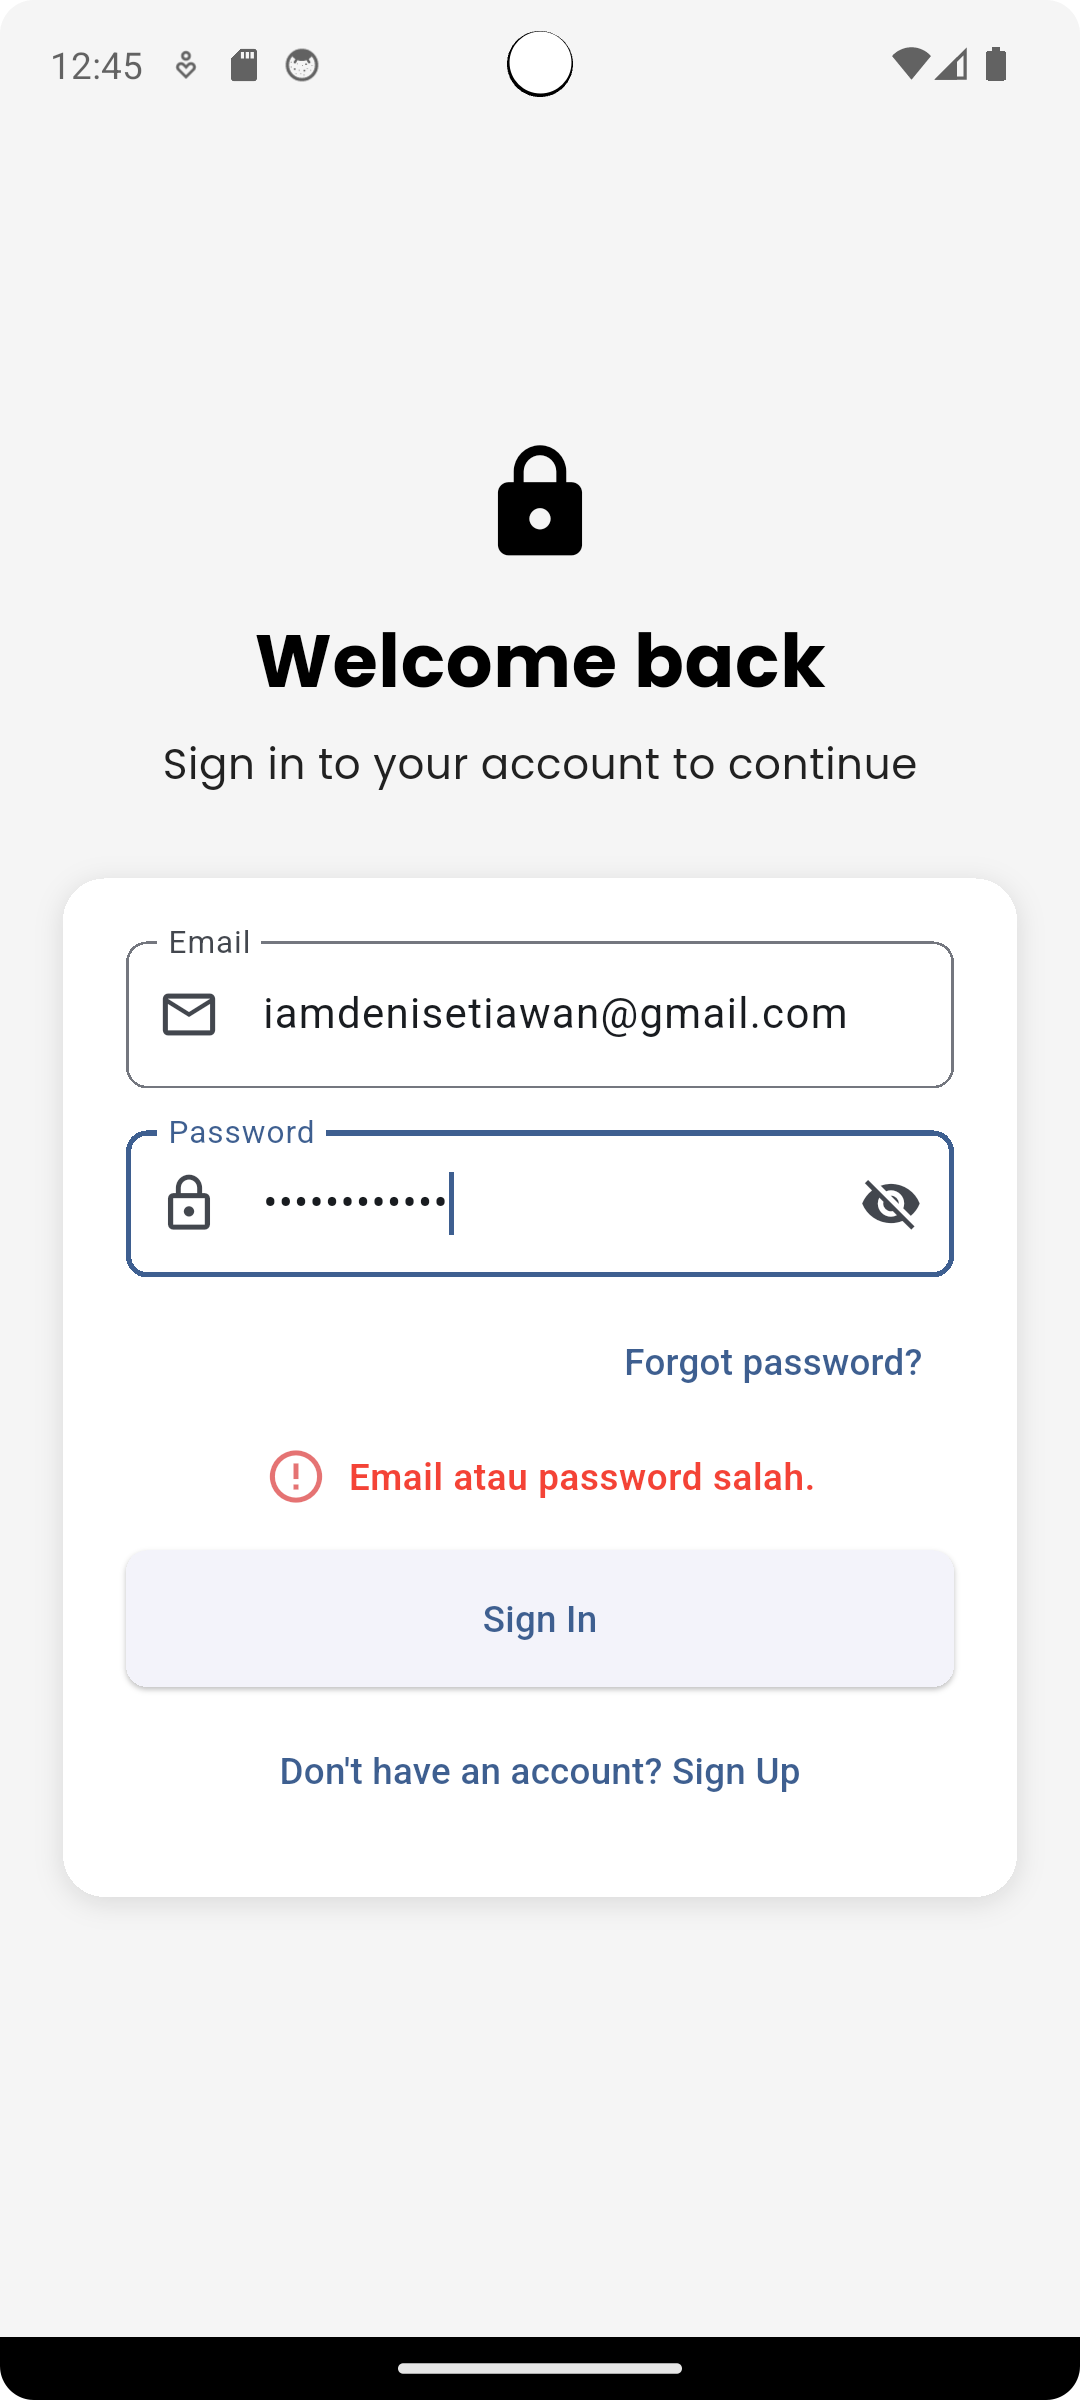 12:45
Welcome back
Sign in to your account to continue
Email
iamdenisetiawan@gmail.com
Password
••••••••••••
Forgot password?
Email atau password salah.
Sign In
Don't have an account? Sign Up